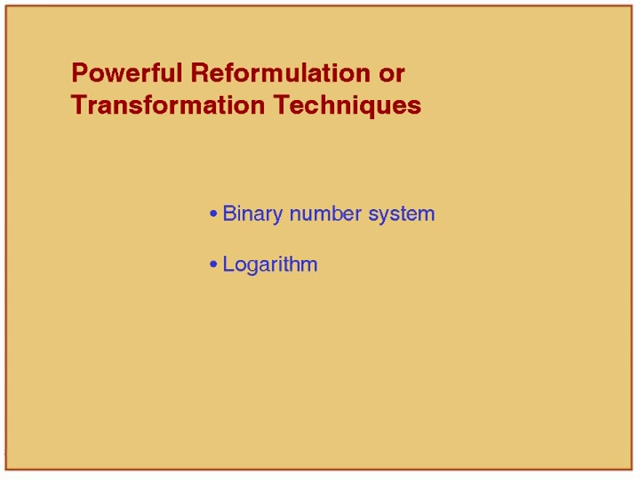 Powerful Reformulation or
Transformation Techniques
• Binary number system
• Logarithm